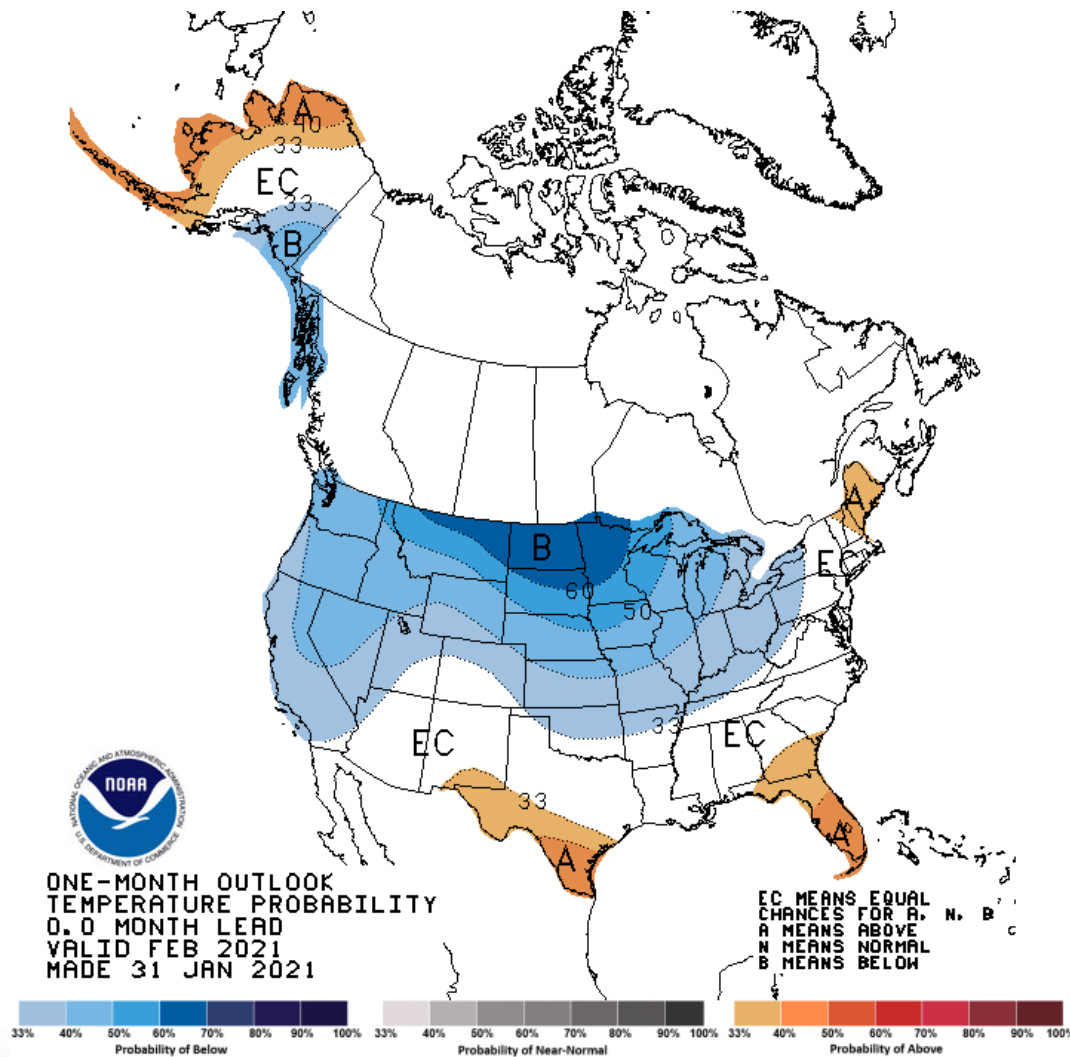 A
40
33
EC
33
B
B
60
50
A
EC
33
EC
EC
33
A
A
NOAA
NATIONAL OCEANIC AND ATMOSPHERIC ADMINISTRATION
U.S. DEPARTMENT OF COMMERCE
ONE-MONTH OUTLOOK
TEMPERATURE PROBABILITY
0.0 MONTH LEAD
VALID FEB 2021
MADE 31 JAN 2021
EC MEANS EQUAL
CHANCES FOR A, N, B
A MEANS ABOVE
N MEANS NORMAL
B MEANS BELOW
33% 40% 50% 60% 70% 80% 90% 100%
Probability of Below
33% 40% 50% 60% 70% 80% 90% 100%
Probability of Near-Normal
33% 40% 50% 60% 70% 80% 90% 100%
Probability of Above